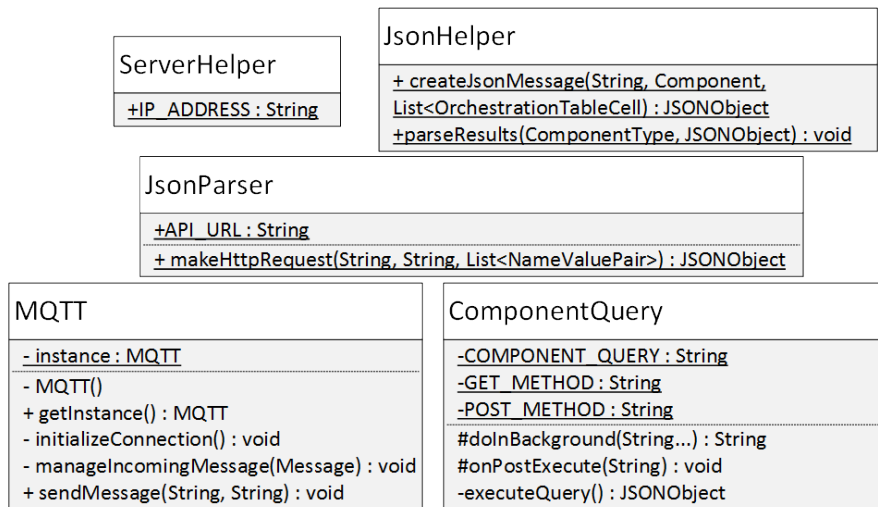 ServerHelper
+IP_ADDRESS : String
JsonHelper
+ createJsonMessage(String, Component,
List<OrchestrationTableCell) : JSONObject
+parseResults(ComponentType, JSONObject) : void
JsonParser
+API_URL : String
+ makeHttpRequest(String, String, List<NameValuePair>) : JSONObject
MQTT
- instance : MQTT
- MQTT()
+ getInstance() : MQTT
- initializeConnection() : void
- manageIncomingMessage(Message) : void
+ sendMessage(String, String) : void
ComponentQuery
-COMPONENT_QUERY : String
-GET_METHOD : String
-POST_METHOD : String
#doInBackground(String...) : String
#onPostExecute(String) : void
-executeQuery() : JSONObject